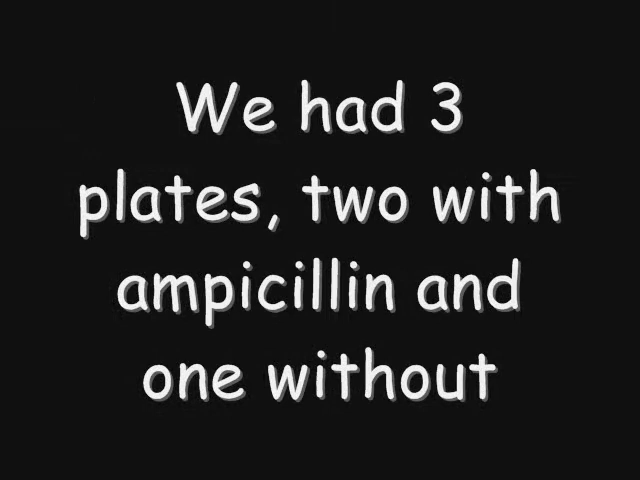 We had 3
plates, two with
ampicillin and
one without